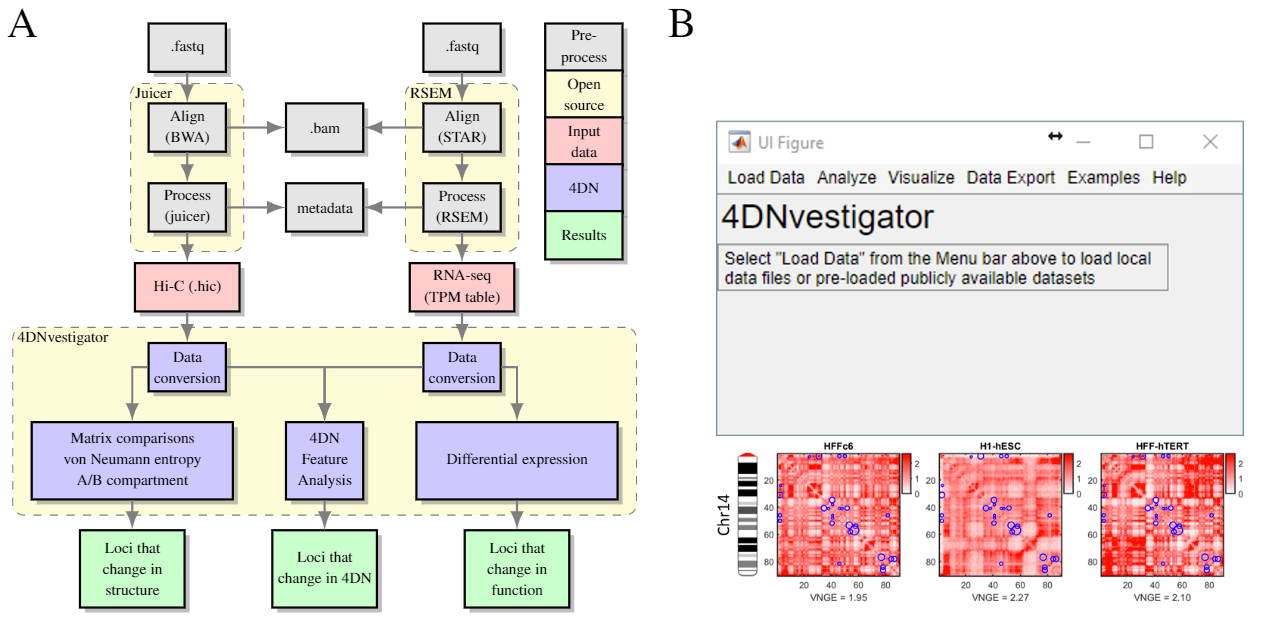 A
.fastq
.fastq
Pre-
process
Open
source
Input
data
4DN
Results
Juicer
RSEM
Align
(BWA)
.bam
Align
(STAR)
Process
(juicer)
metadata
Process
(RSEM)
Hi-C (.hic)
RNA-seq
(TPM table)
4DNvestigator
Data
conversion
Data
conversion
Matrix comparisons
von Neumann entropy
A/B compartment
4DN
Feature
Analysis
Differential expression
Loci that
change in
structure
Loci that
change in 4DN
Loci that
change in
function
B
UI Figure
Load Data Analyze Visualize Data Export Examples Help
4DNvestigator
Select "Load Data" from the Menu bar above to load local
data files or pre-loaded publicly available datasets
Chr14
HFFc6
20
40
60
80
20 40 60 80
2
1
0
VNGE = 1.95
H1-hESC
20
40
60
80
20 40 60 80
2
1
0
VNGE = 2.27
HFF-hTERT
20
40
60
80
20 40 60 80
2
1
0
VNGE = 2.10